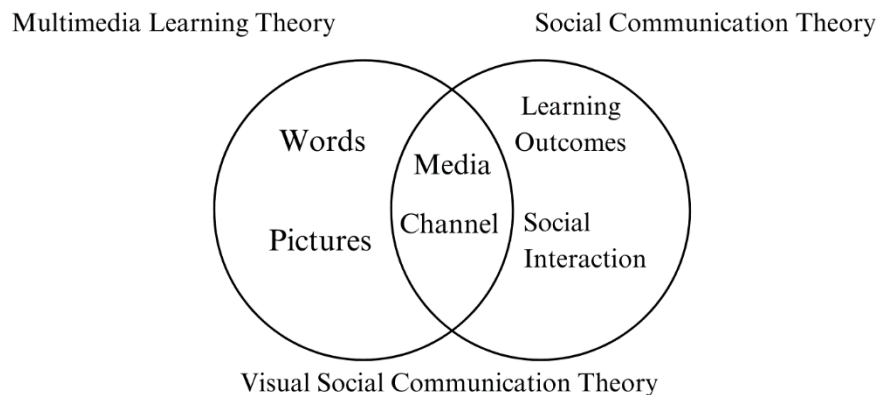 Multimedia Learning Theory
Social Communication Theory
Words
Pictures
Media
Channel
Learning
Outcomes
Social
Interaction
Visual Social Communication Theory